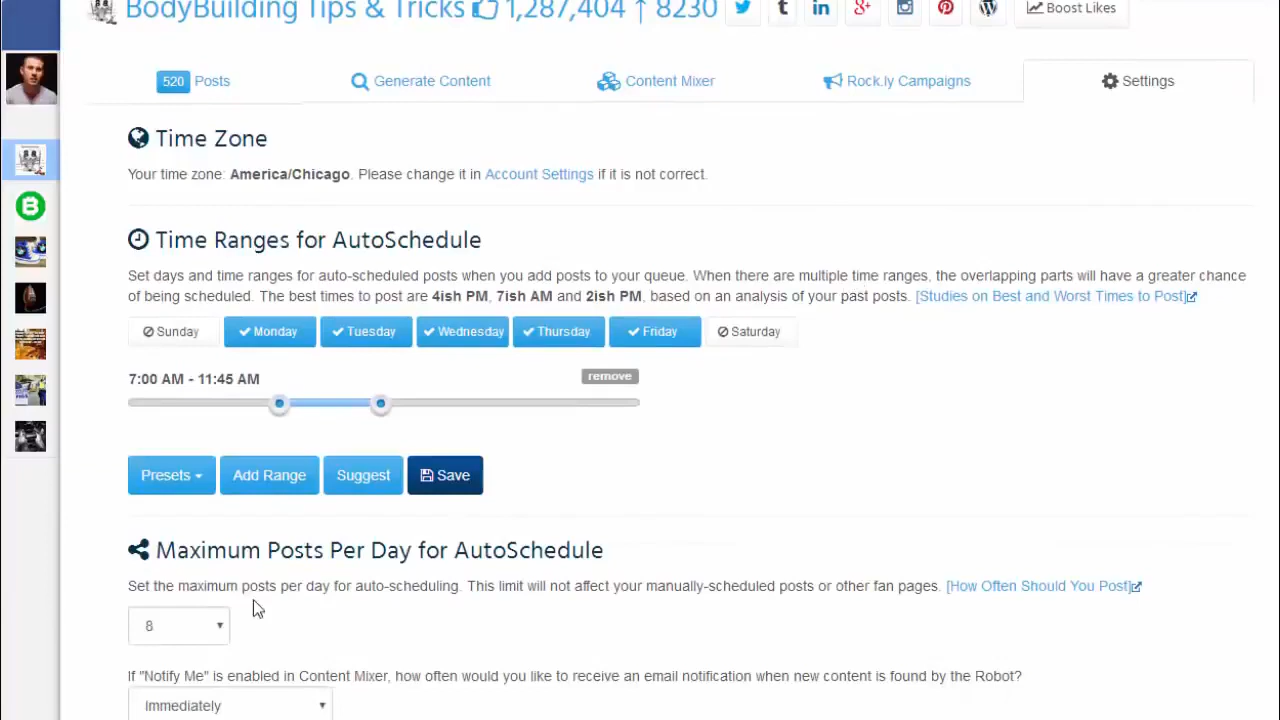 BodyBuilding Tips & Tricks 1,287,404 ↑ 8230
Boost Likes
520 Posts
Generate Content
Content Mixer
Rock.ly Campaigns
Settings
Time Zone
Your time zone: America/Chicago. Please change it in Account Settings if it is not correct.
Time Ranges for AutoSchedule
Set days and time ranges for auto-scheduled posts when you add posts to your queue. When there are multiple time ranges, the overlapping parts will have a greater chance
of being scheduled. The best times to post are 4ish PM, 7ish AM and 2ish PM, based on an analysis of your past posts. [Studies on Best and Worst Times to Post]
Sunday
Monday
Tuesday
Wednesday
Thursday
Friday
Saturday
7:00 AM - 11:45 AM
remove
Presets
Add Range
Suggest
Save
Maximum Posts Per Day for AutoSchedule
Set the maximum posts per day for auto-scheduling. This limit will not affect your manually-scheduled posts or other fan pages. [How Often Should You Post]
8
If "Notify Me" is enabled in Content Mixer, how often would you like to receive an email notification when new content is found by the Robot?
Immediately